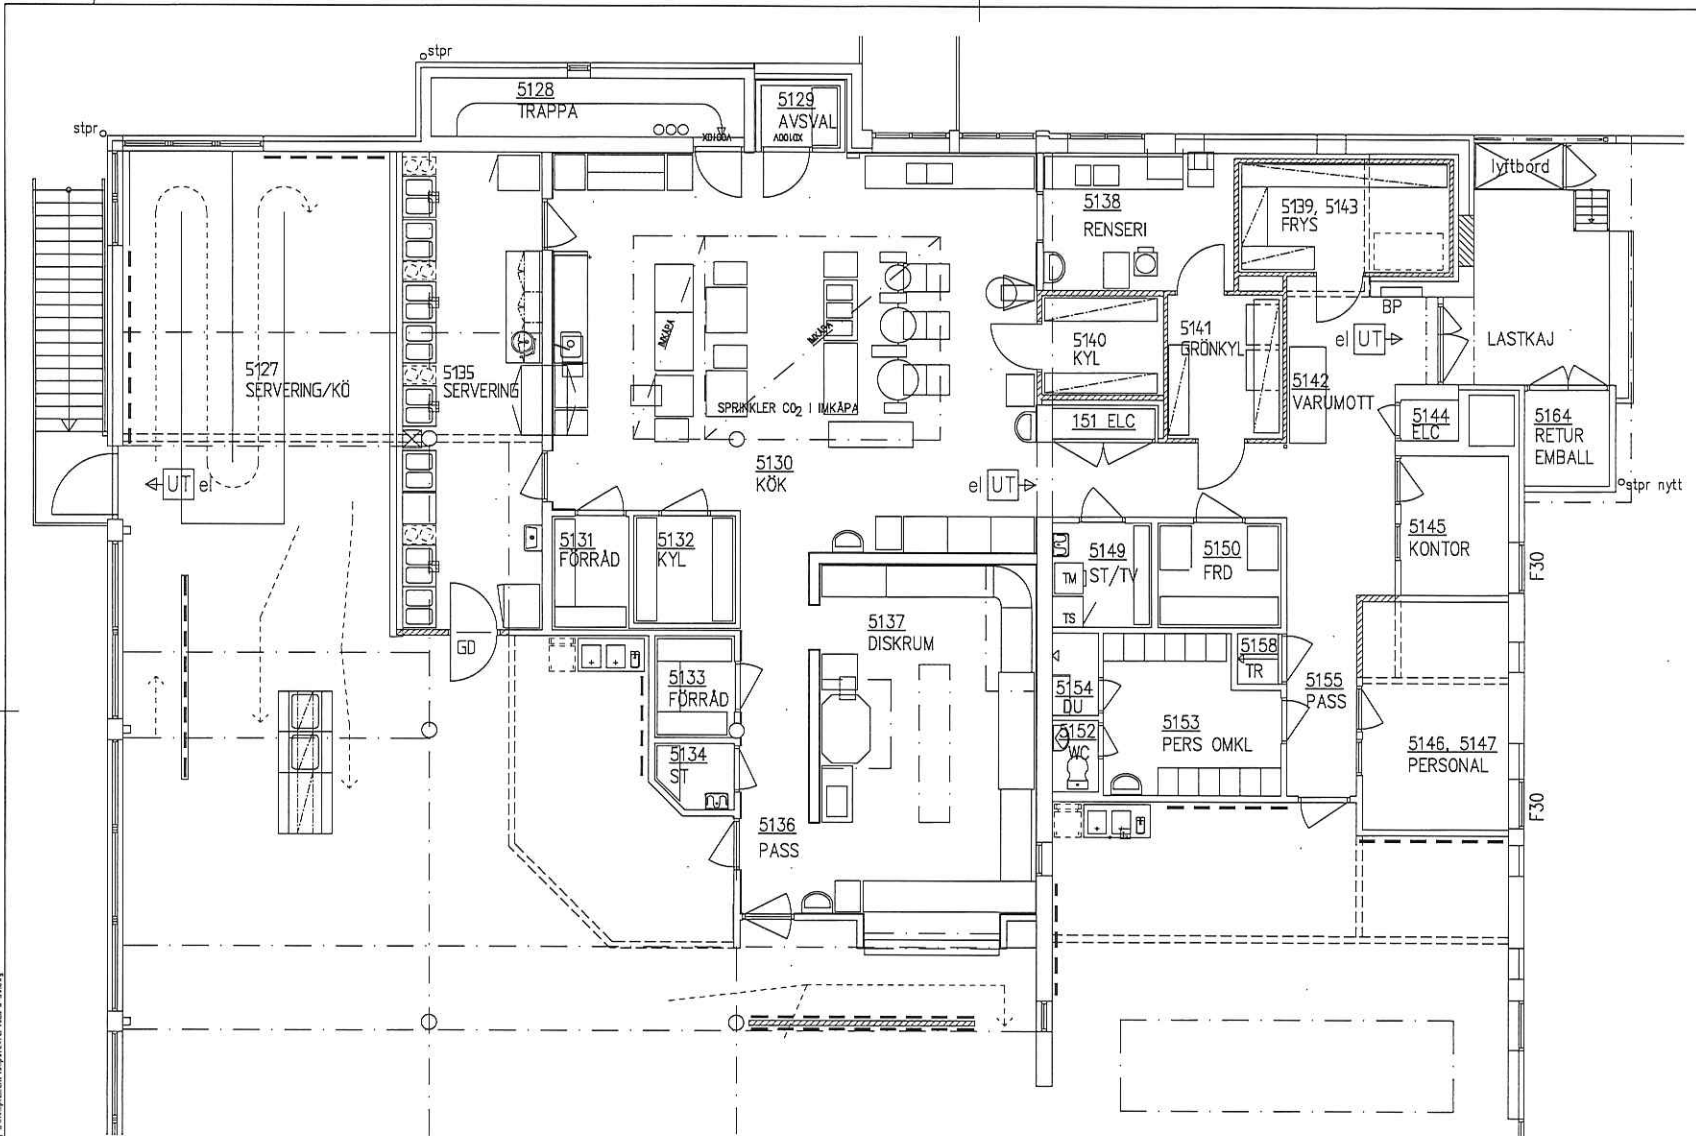 stpr
stpr
5128
TRAPPA
5129
AVSVAL
lyftbord
5138
RENSERI
5139, 5143
FRYS
BP
el UT
LASTKAJ
5140
KYL
5141
GRÖNKYL
5142
VARUMOTT
5127
SERVERING/KÖ
5135
SERVERING
IMKÅPA
IMKÅPA
SPRINKLER CO2 I IMKÅPA
151 ELC
5144
ELC
5164
RETUR
EMBALL
stpr nytt
UT el
5130
KÖK
el UT
5131
FÖRRÅD
5132
KYL
5149
ST/TV
TM
TS
5150
FRD
5145
KONTOR
F30
GD
5137
DISKRUM
5133
FÖRRÅD
5134
ST
5158
TR
5154
DU
5152
WC
5153
PERS OMKL
5155
PASS
5146, 5147
PERSONAL
F30
5136
PASS